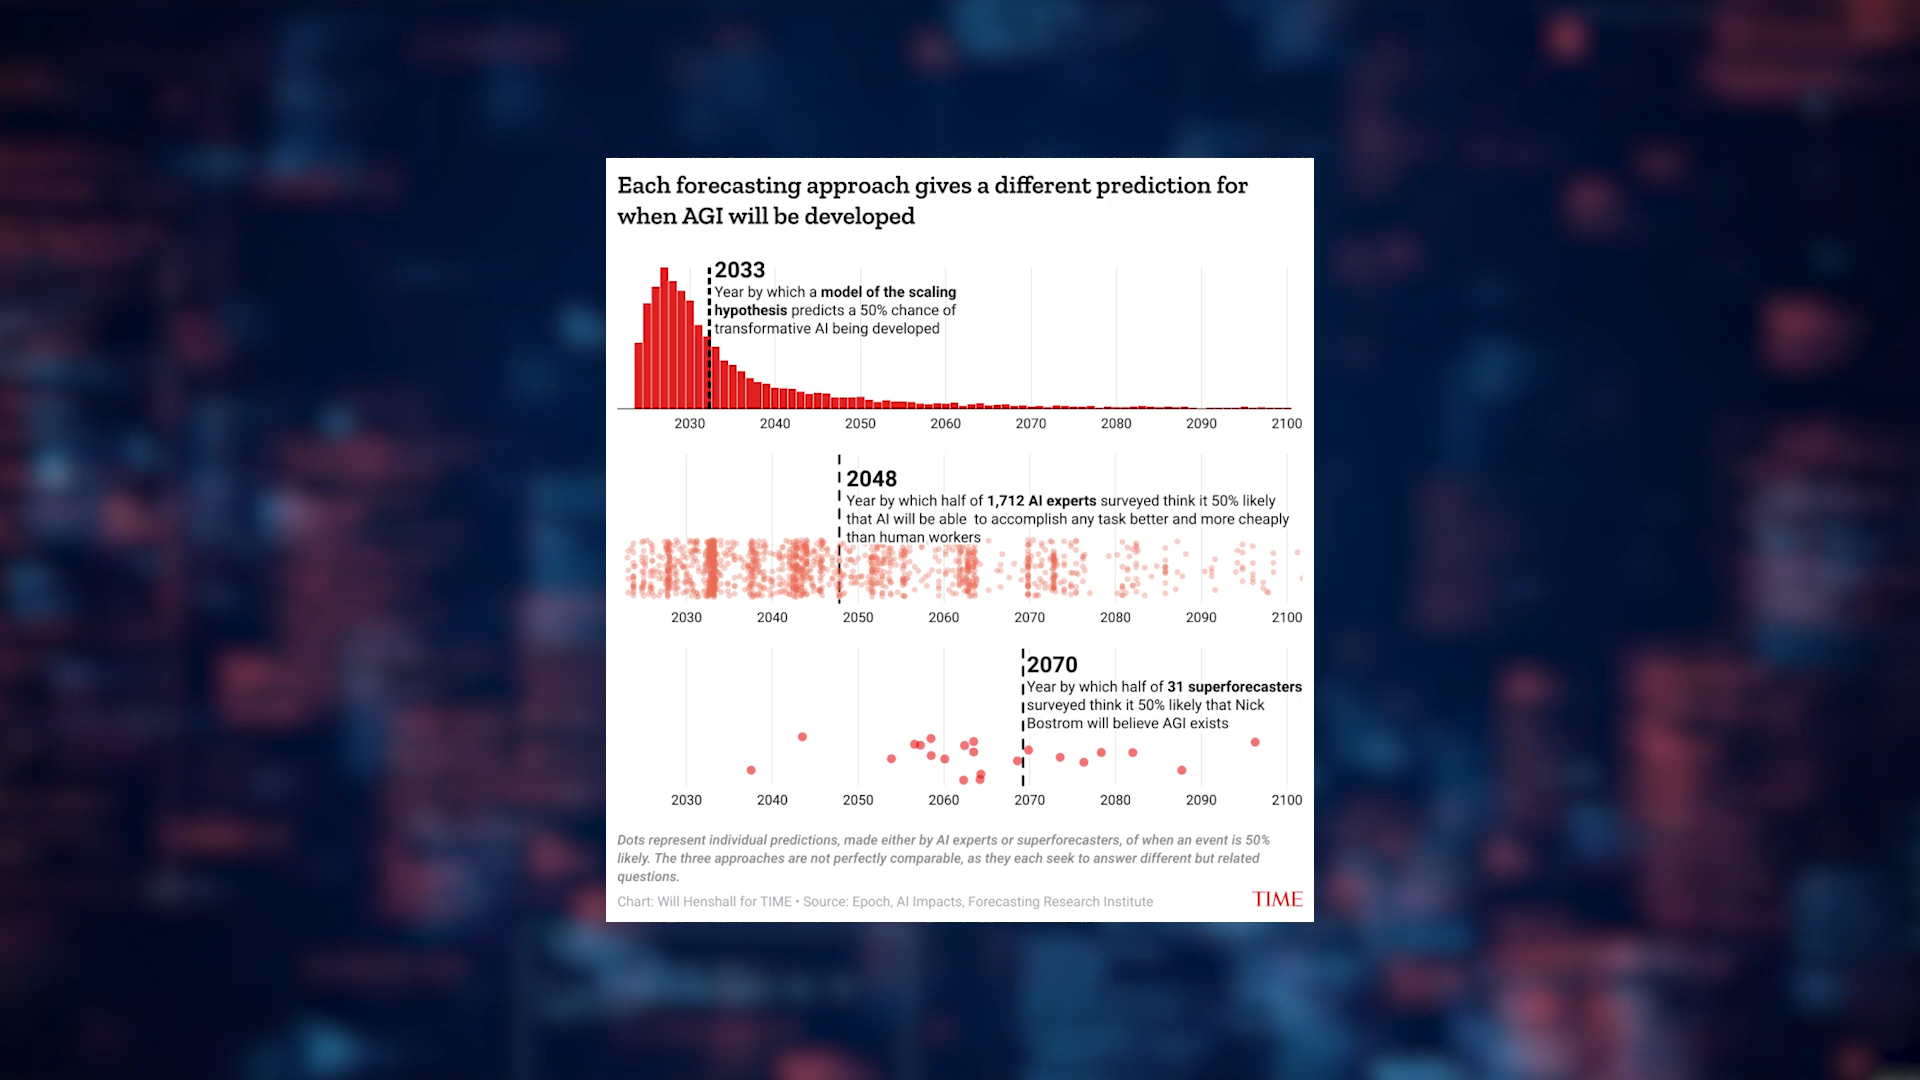 Each forecasting approach gives a different prediction for
when AGI will be developed
2033
Year by which a model of the scaling
hypothesis predicts a 50% chance of
transformative AI being developed
2030 2040 2050 2060 2070 2080 2090 2100
2048
Year by which half of 1,712 AI experts surveyed think it 50% likely
that AI will be able to accomplish any task better and more cheaply
than human workers
2030 2040 2050 2060 2070 2080 2090 2100
2070
Year by which half of 31 superforecasters
surveyed think it 50% likely that Nick
Bostrom will believe AGI exists
2030 2040 2050 2060 2070 2080 2090 2100
Dots represent individual predictions, made either by AI experts or superforecasters, of when an event is 50%
likely. The three approaches are not perfectly comparable, as they each seek to answer different but related
questions.
Chart: Will Henshall for TIME • Source: Epoch, AI Impacts, Forecasting Research Institute
TIME